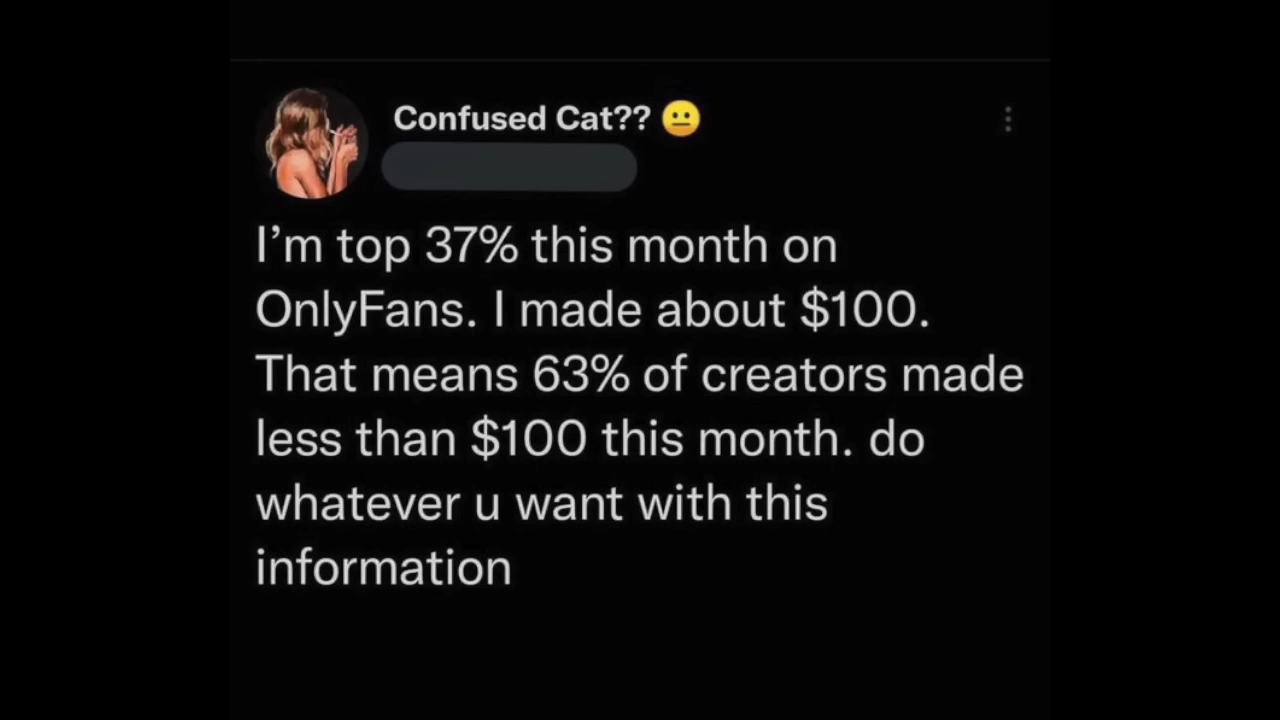 Confused Cat?? 😐
I’m top 37% this month on
OnlyFans. I made about $100.
That means 63% of creators made
less than $100 this month. do
whatever u want with this
information